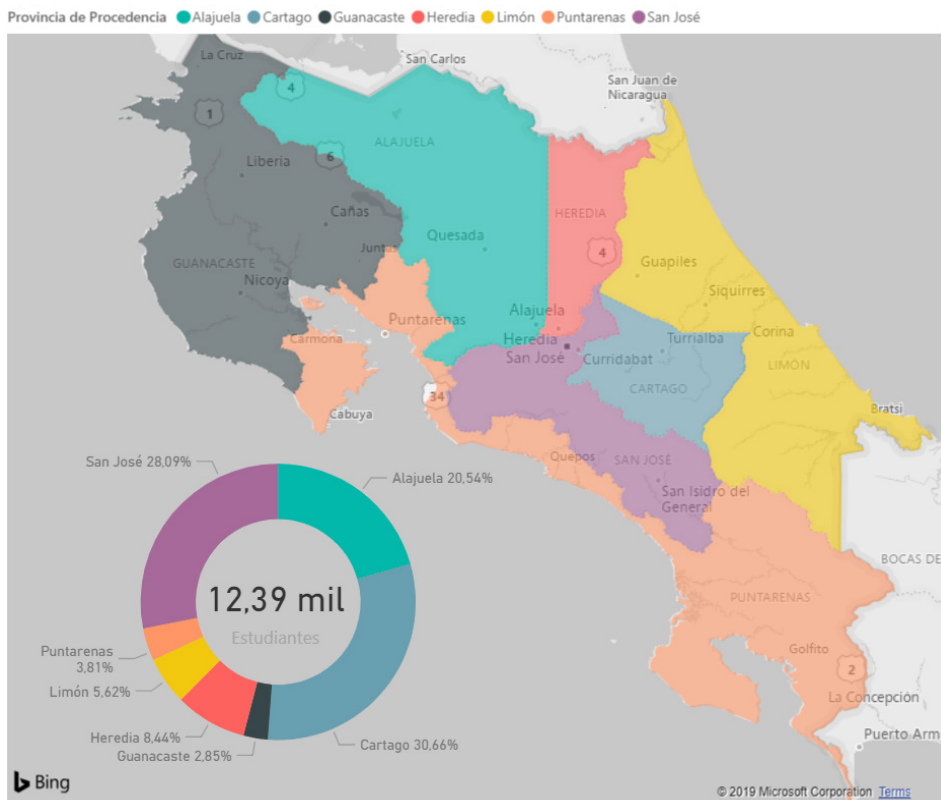 Provincia de Procedencia Alajuela Cartago Guanacaste Heredia Limón Puntarenas San José
La Cruz
San Carlos
4
San Juan de
Nicaragua
1
ALAJUELA
6
Liberia
Cañas
HEREDIA
Quesada
Juntas
4
GUANACASTE
Guapiles
Nicoya
Siquirres
Alajuela
Puntarenas
Corina
Carmona
Heredia
Turrialba
San José
Curridabat
LIMÓN
CARTAGO
34
Cabuya
Bratsi
Quepos
SAN JOSÉ
San José 28,09%
Alajuela 20,54%
San Isidro del
General
BOCAS DE
12,39 mil
Estudiantes
PUNTARENAS
Puntarenas
3,81%
Golfito
2
Limón 5,62%
La Concepción
Heredia 8,44%
Puerto Arm
Cartago 30,66%
Guanacaste 2,85%
Bing
© 2019 Microsoft Corporation Terms